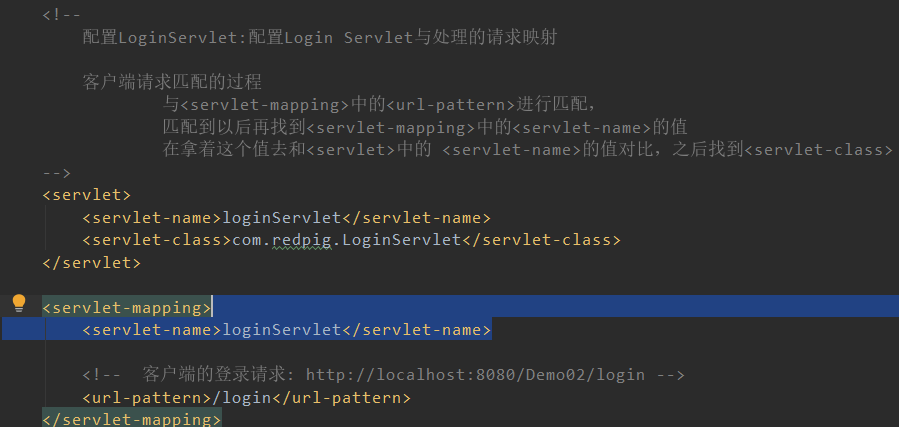 <!--
配置LoginServlet:配置Login Servlet与处理的请求映射
客户端请求匹配的过程
与<servlet-mapping>中的<url-pattern>进行匹配,
匹配到以后再找到<servlet-mapping>中的<servlet-name>的值
在拿着这个值去和<servlet>中的 <servlet-name>的值对比，之后找到<servlet-class>
-->
<servlet>
<servlet-name>loginServlet</servlet-name>
<servlet-class>com.redpig.LoginServlet</servlet-class>
</servlet>
<servlet-mapping>
<servlet-name>loginServlet</servlet-name>
<!-- 客户端的登录请求: http://localhost:8080/Demo02/login -->
<url-pattern>/login</url-pattern>
</servlet-mapping>